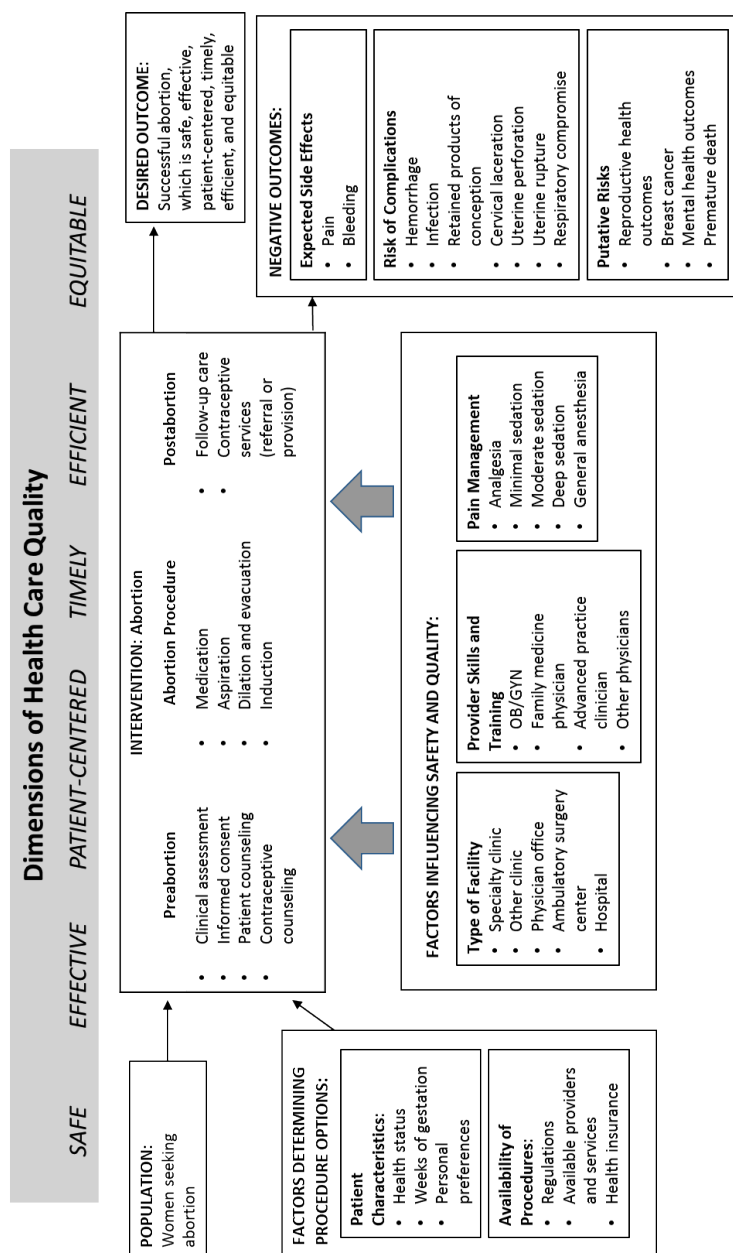 Dimensions of Health Care Quality
SAFE EFFECTIVE PATIENT-CENTERED TIMELY EFFICIENT EQUITABLE
POPULATION:
Women seeking
abortion
FACTORS DETERMINING
PROCEDURE OPTIONS:
Patient
Characteristics:
• Health status
• Weeks of gestation
• Personal
preferences
Availability of
Procedures:
• Regulations
• Available providers
and services
• Health insurance
INTERVENTION: Abortion
Preabortion
• Clinical assessment
• Informed consent
• Patient counseling
• Contraceptive
counseling
Abortion Procedure
• Medication
• Aspiration
• Dilation and evacuation
• Induction
Postabortion
• Follow-up care
• Contraceptive
services
(referral or
provision)
FACTORS INFLUENCING SAFETY AND QUALITY:
Type of Facility
• Specialty clinic
• Other clinic
• Physician office
• Ambulatory surgery
center
• Hospital
Provider Skills and
Training
• OB/GYN
• Family medicine
physician
• Advanced practice
clinician
• Other physicians
Pain Management
• Analgesia
• Minimal sedation
• Moderate sedation
• Deep sedation
• General anesthesia
DESIRED OUTCOME:
Successful abortion,
which is safe, effective,
patient-centered, timely,
efficient, and equitable
NEGATIVE OUTCOMES:
Expected Side Effects
• Pain
• Bleeding
Risk of Complications
• Hemorrhage
• Infection
• Retained products of
conception
• Cervical laceration
• Uterine perforation
• Uterine rupture
• Respiratory compromise
Putative Risks
• Reproductive health
outcomes
• Breast cancer
• Mental health outcomes
• Premature death